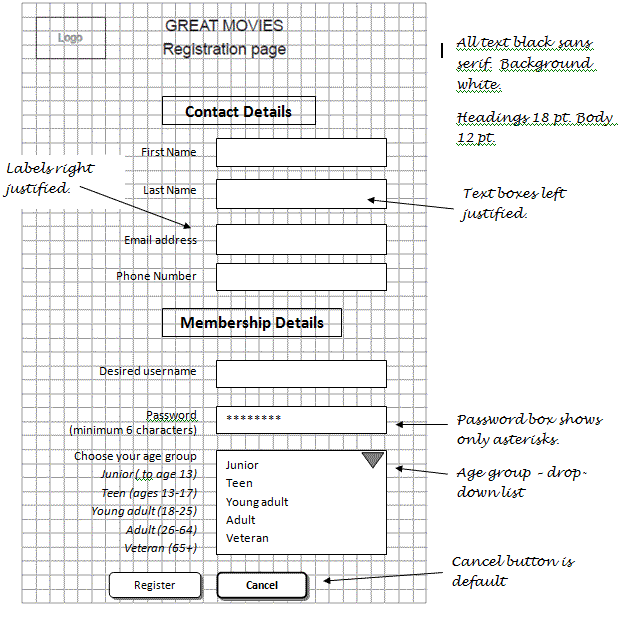 Logo
GREAT MOVIES
Registration page
All text black sans
serif. Background
white.
Headings 18 pt. Body
12 pt.
Contact Details
First Name
Labels right
justified.
Last Name
Text boxes left
justified.
Email address
Phone Number
Membership Details
Desired username
Password
(minimum 6 characters)
********
Password box shows
only asterisks.
Choose your age group
Junior ( to age 13)
Teen (ages 13-17)
Young adult (18-25)
Adult (26-64)
Veteran (65+)
Junior
Teen
Young adult
Adult
Veteran
Age group – drop-
down list
Register
Cancel
Cancel button is
default